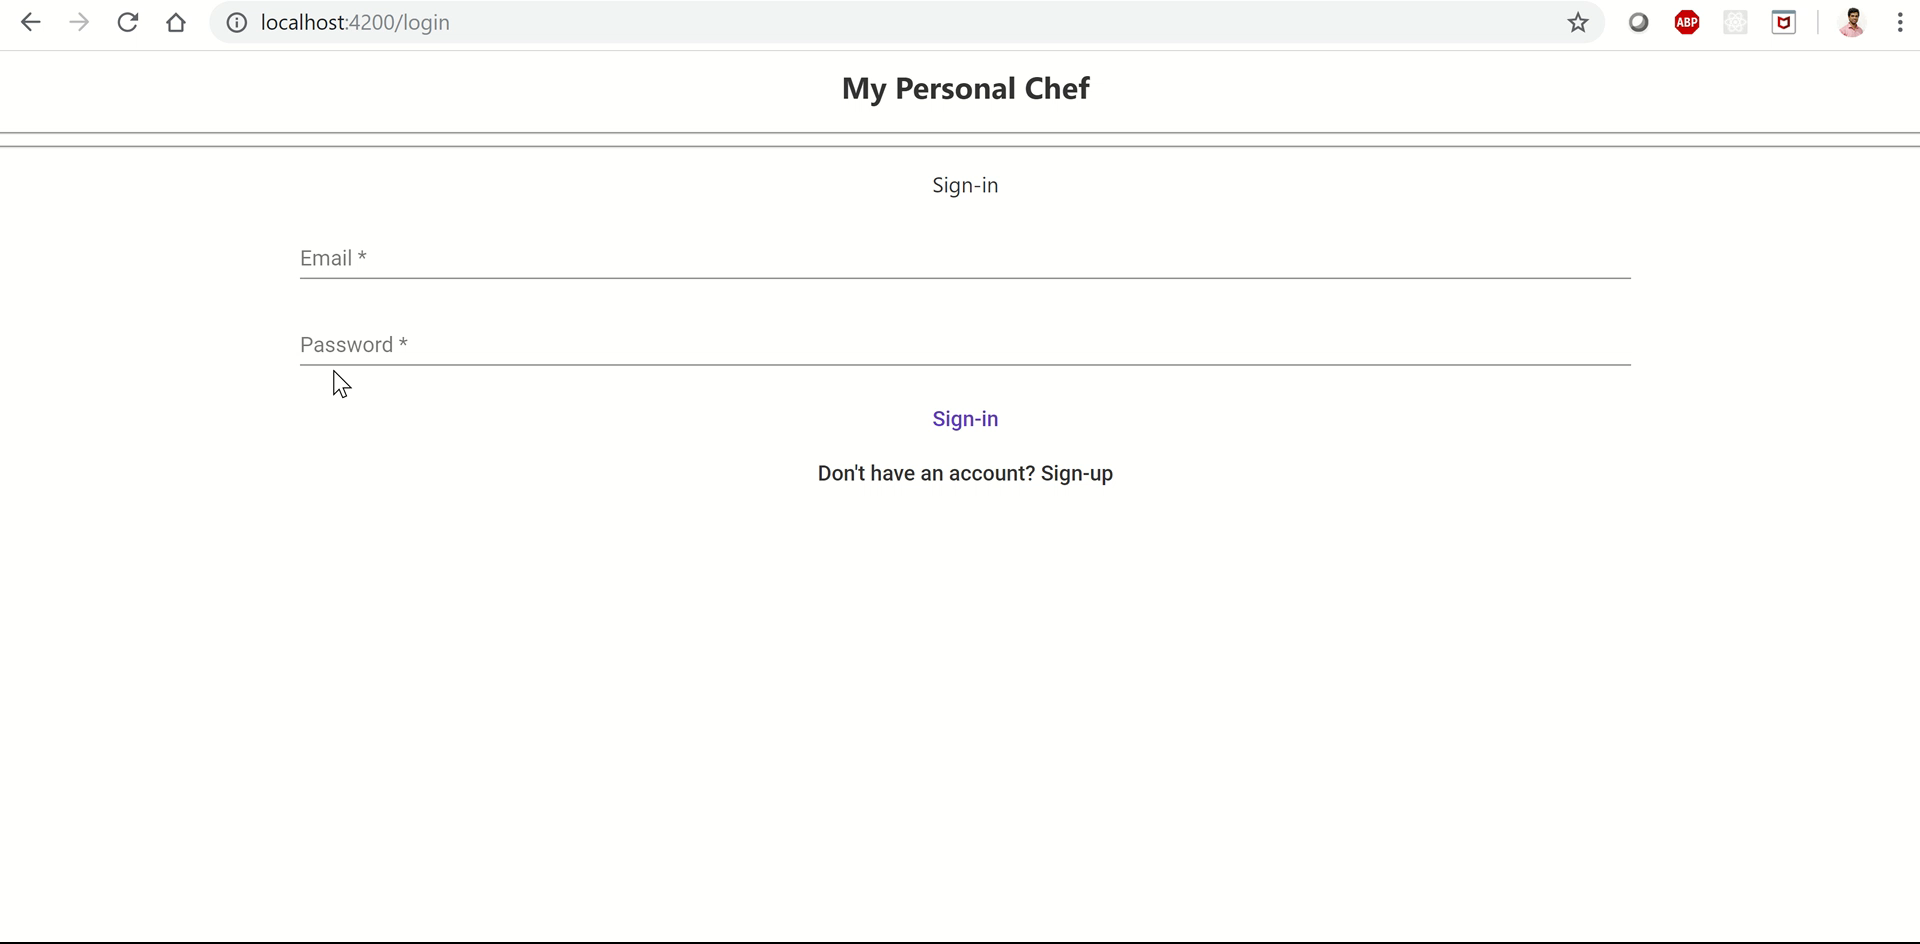 localhost:4200/login
ABP
My Personal Chef
Sign-in
Email *
Password *
Sign-in
Don't have an account? Sign-up